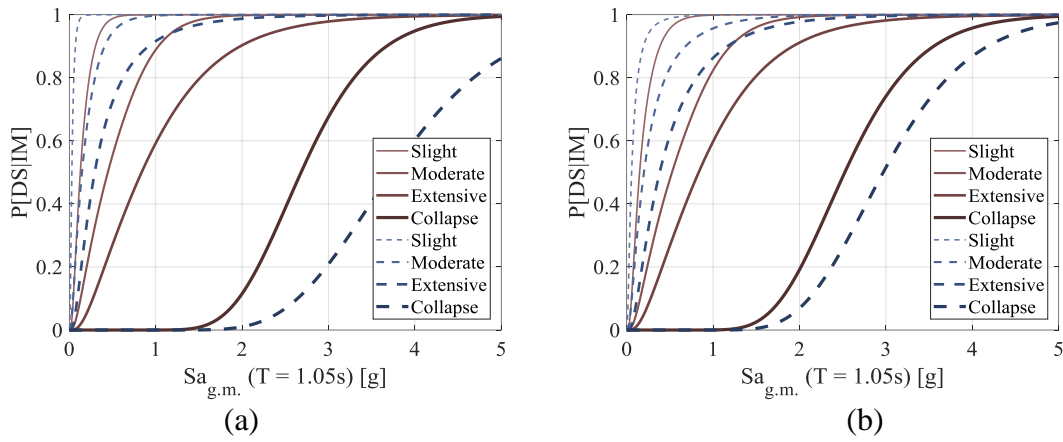 1
0.8
0.6
0.4
0.2
0
P[DS|IM]
0 1 2 3 4 5
Sa g.m. (T = 1.05s) [g]
Slight
Moderate
Extensive
Collapse
Slight
Moderate
Extensive
Collapse
(a)
1
0.8
0.6
0.4
0.2
0
P[DS|IM]
0 1 2 3 4 5
Sa g.m. (T = 1.05s) [g]
Slight
Moderate
Extensive
Collapse
Slight
Moderate
Extensive
Collapse
(b)